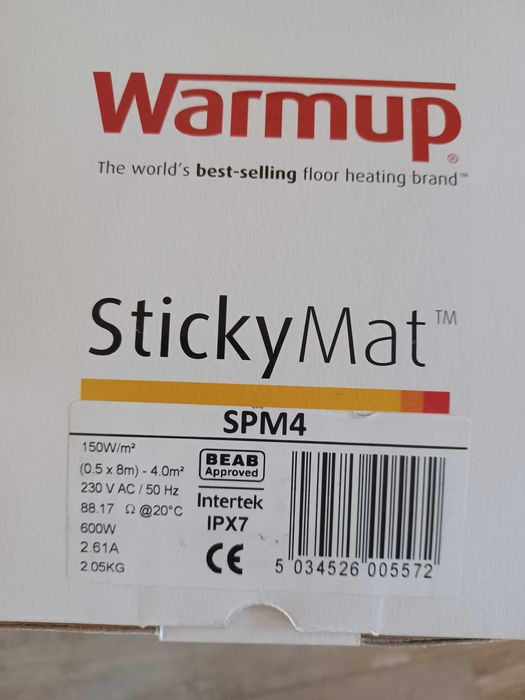 Warmup®
The world's best-selling floor heating brand™
StickyMat™
SPM4
150W/m²
(0.5 x 8m) - 4.0m²
230 V AC / 50 Hz
88.17 Ω @20°C
600W
2.61A
2.05KG
BEAB
Approved
Intertek
IPX7
CE
5 034526 005572